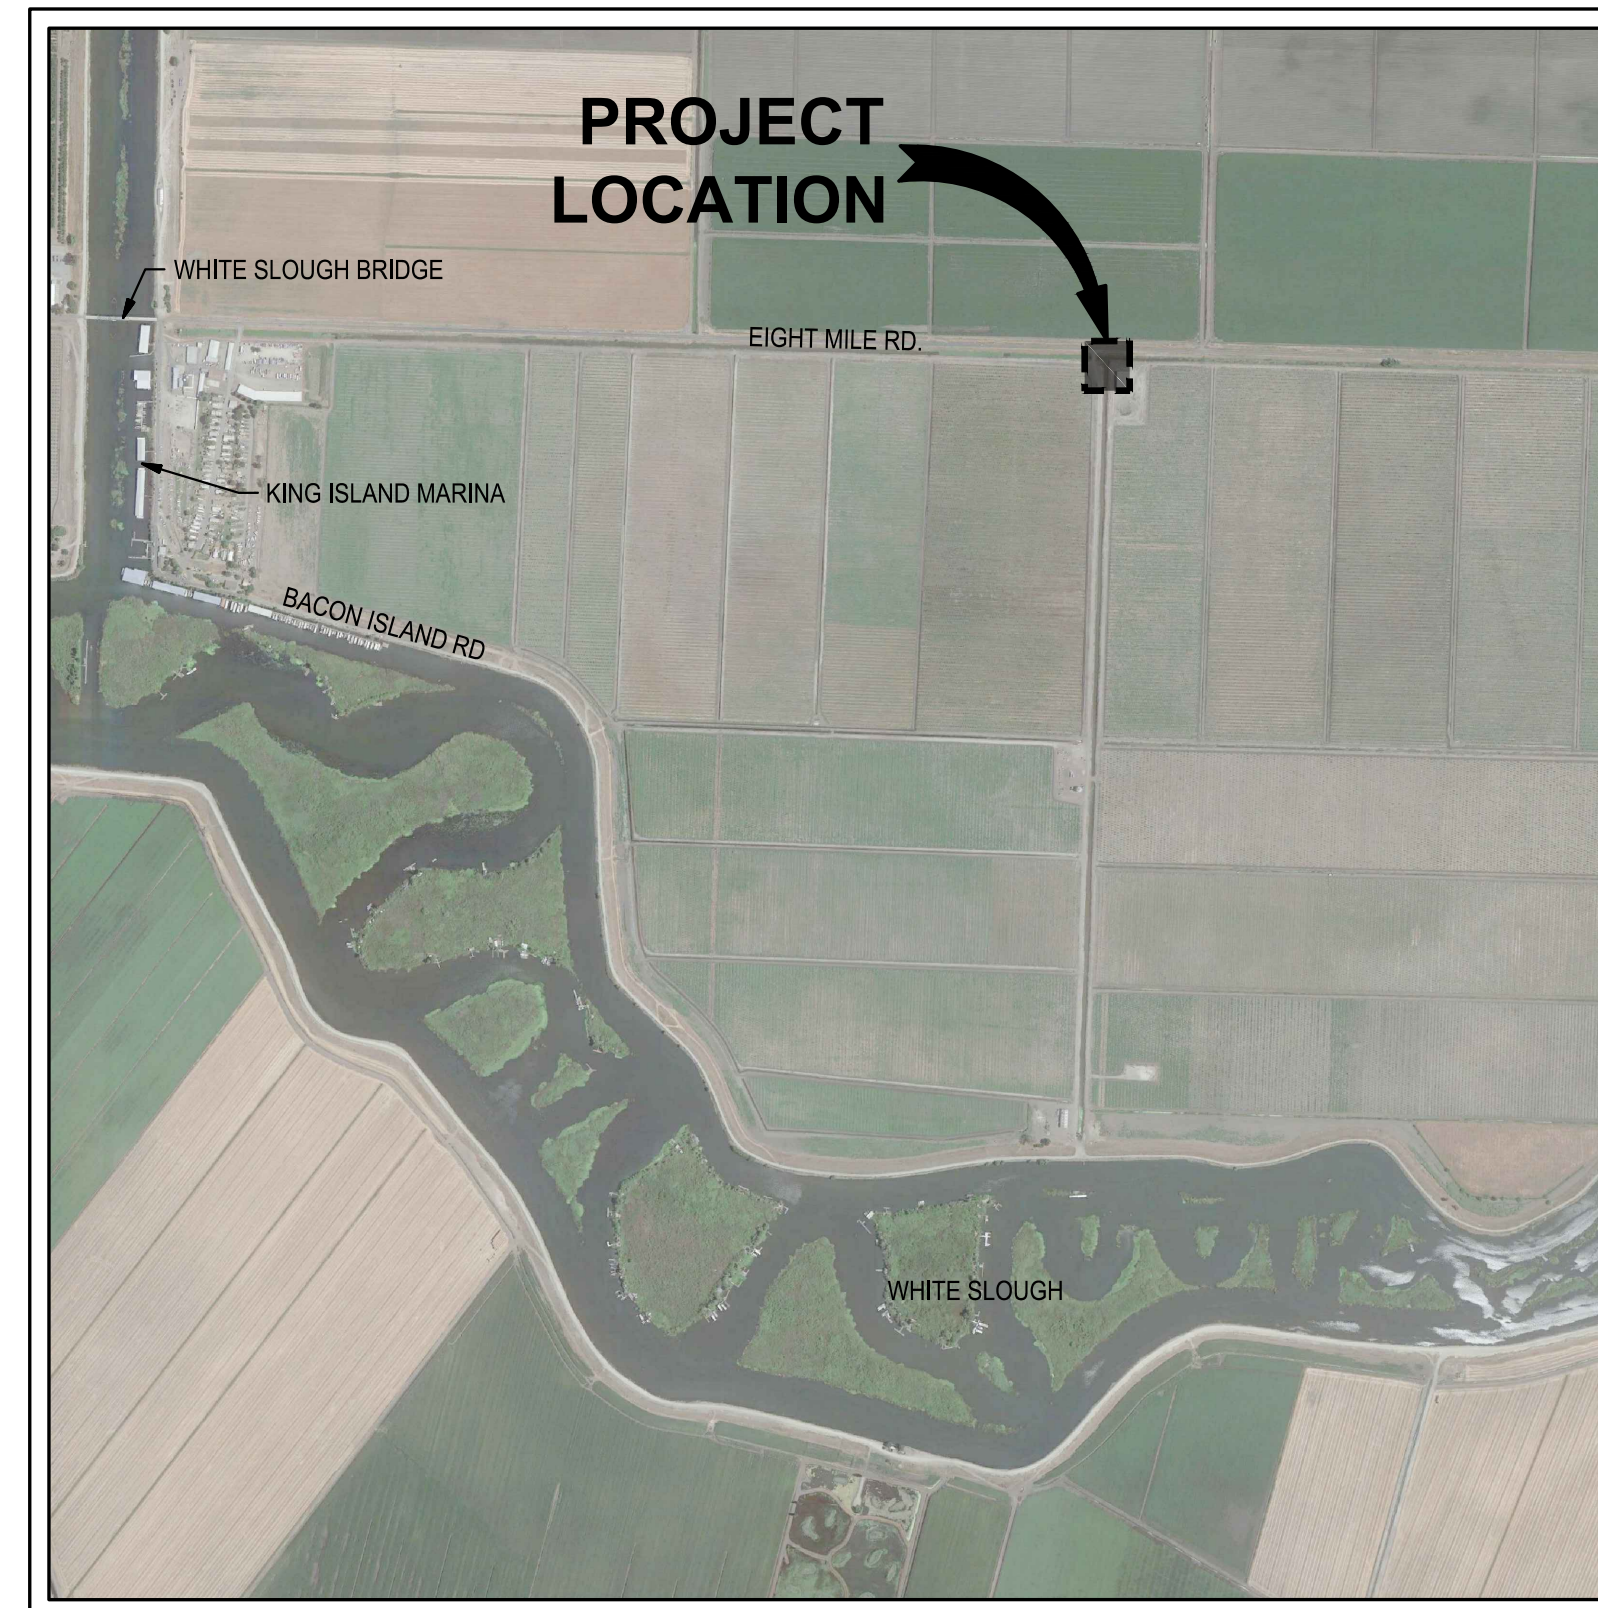 PROJECT
LOCATION
WHITE SLOUGH BRIDGE
EIGHT MILE RD.
KING ISLAND MARINA
BACON ISLAND RD
WHITE SLOUGH